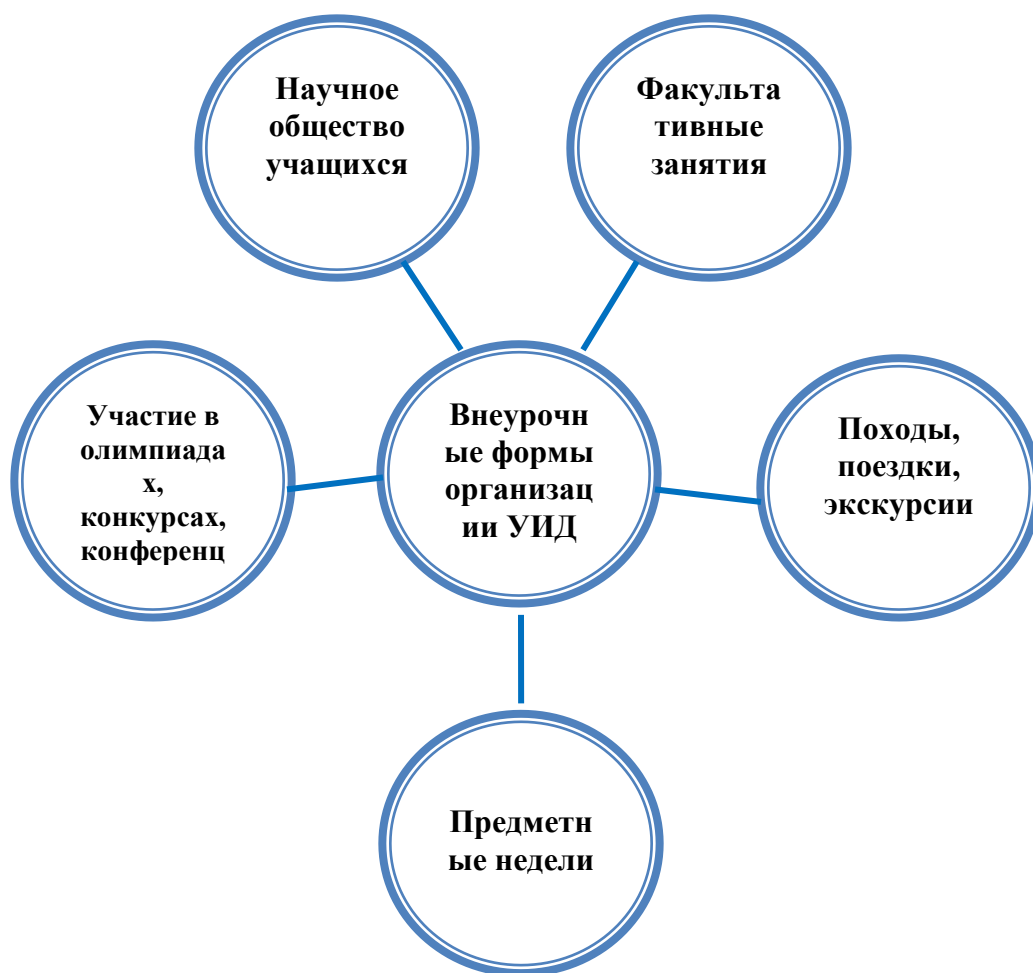 Научное
общество
учащихся
Факульта
тивные
занятия
Участие в
олимпиада
х,
конкурсах,
конференц
Внеурочн
ые формы
организац
ии УИД
Походы,
поездки,
экскурсии
Предметн
ые недели